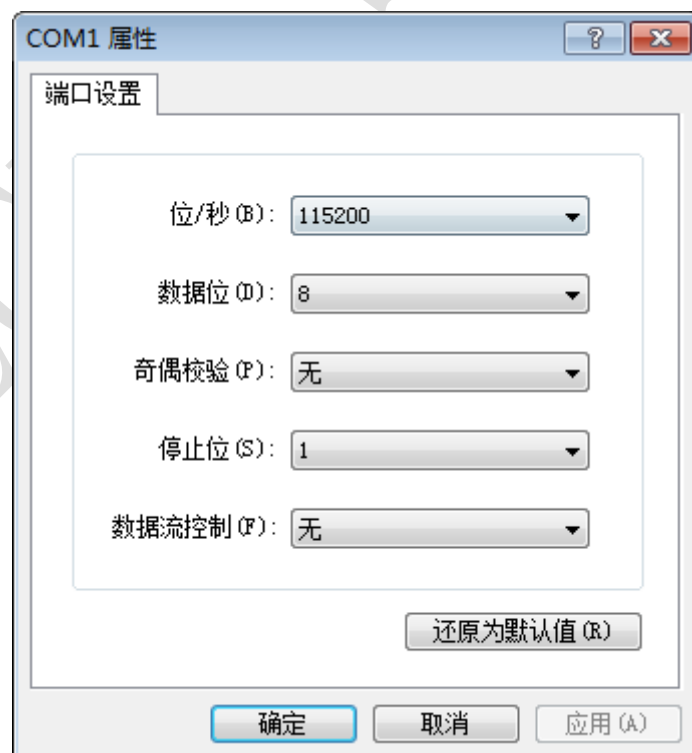 COM1 属性
端口设置
位/秒(B): 115200
数据位(D): 8
奇偶校验(P): 无
停止位(S): 1
数据流控制(F): 无
还原为默认值(R)
确定 取消 应用(A)